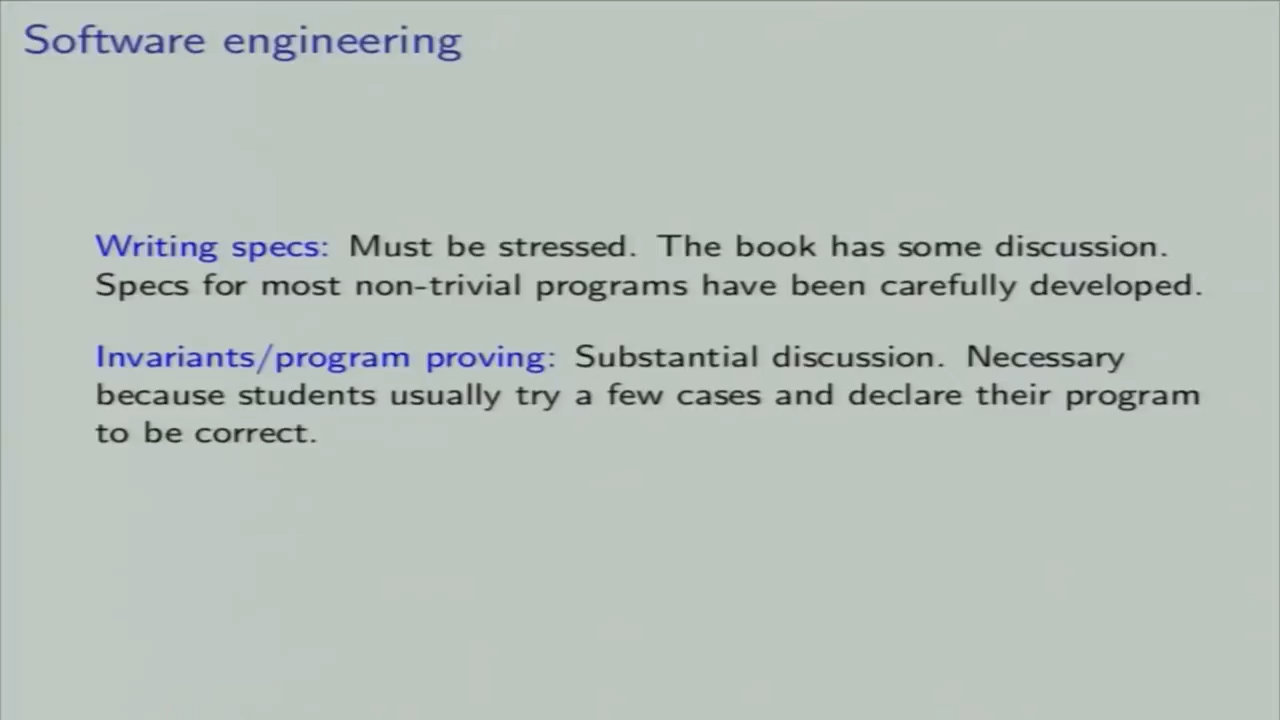 Software engineering
Writing specs: Must be stressed. The book has some discussion.
Specs for most non-trivial programs have been carefully developed.
Invariants/program proving: Substantial discussion. Necessary
because students usually try a few cases and declare their program
to be correct.